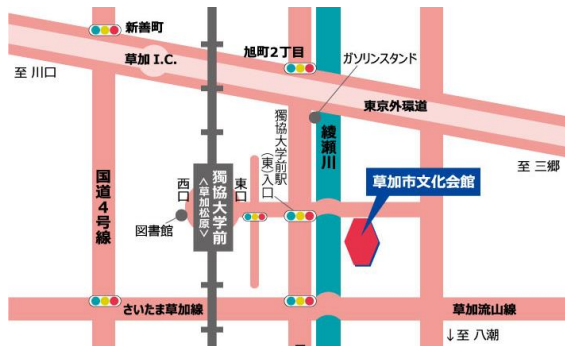 新善町
草加 I.C.
旭町2丁目
ガソリンスタンド
至 川口
東京外環道
至 三郷
国道4号線
西口
獨協大学前
<草加松原>
東口
獨協大学前駅
(東)入口
綾瀬川
草加市文化会館
図書館
さいたま草加線
草加流山線
↓至 八潮